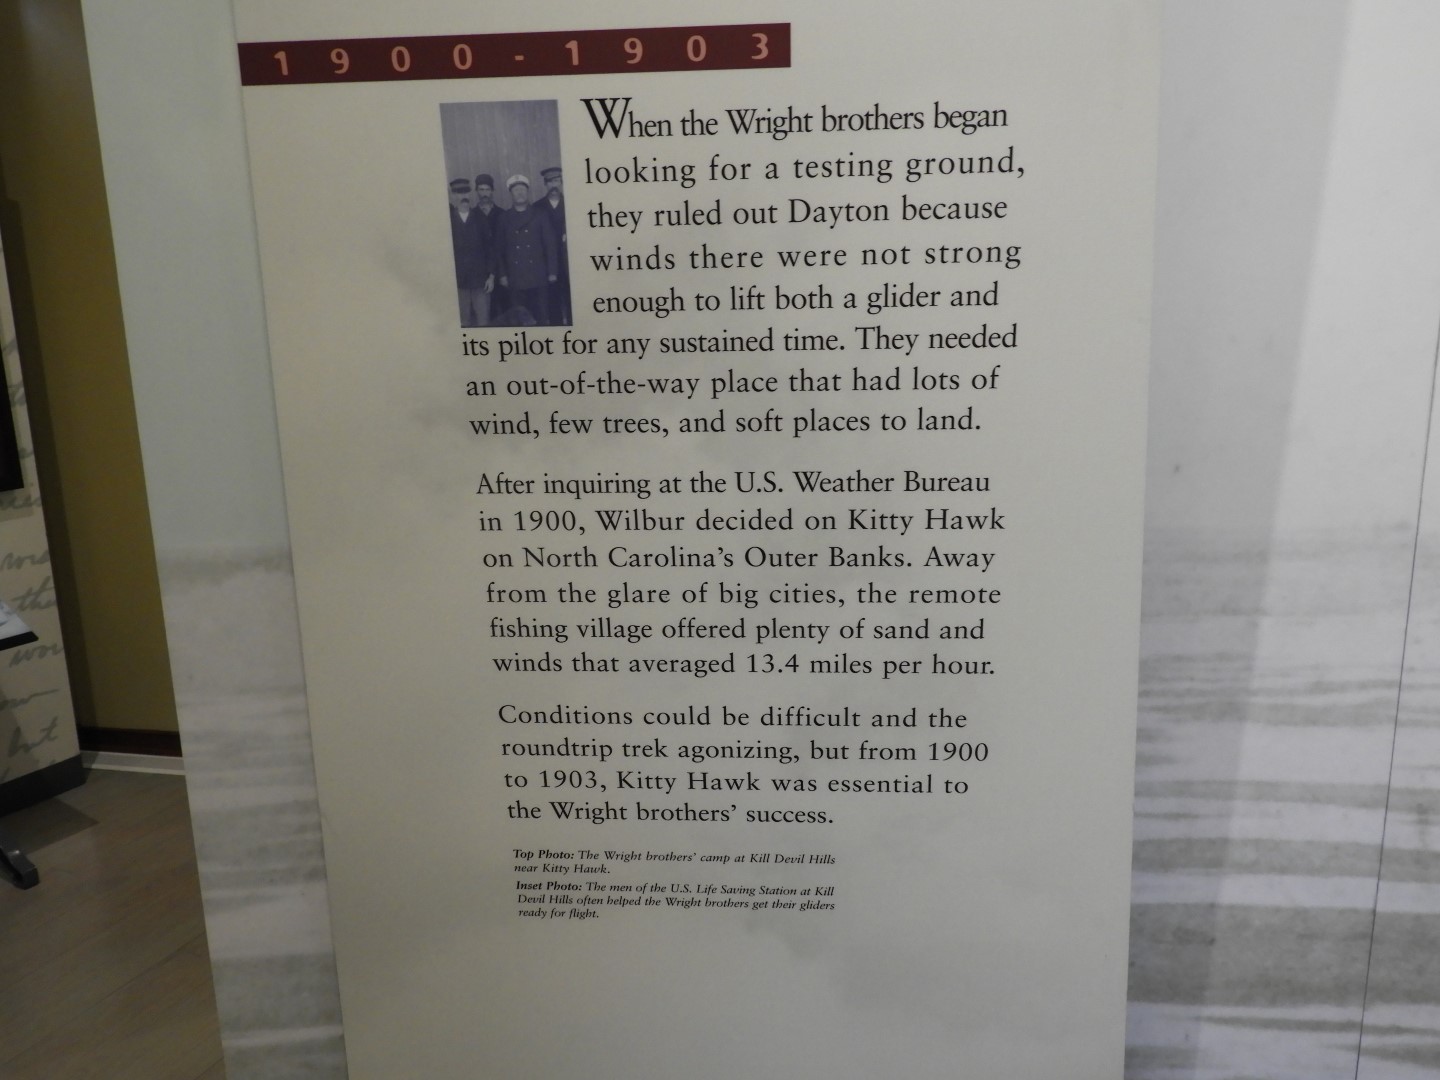 1900-1903
When the Wright brothers began
looking for a testing ground,
they ruled out Dayton because
winds there were not strong
enough to lift both a glider and
its pilot for any sustained time. They needed
an out-of-the-way place that had lots of
wind, few trees, and soft places to land.
After inquiring at the U.S. Weather Bureau
in 1900, Wilbur decided on Kitty Hawk
on North Carolina's Outer Banks. Away
from the glare of big cities, the remote
fishing village offered plenty of sand and
winds that averaged 13.4 miles per hour.
Conditions could be difficult and the
roundtrip trek agonizing, but from 1900
to 1903, Kitty Hawk was essential to
the Wright brothers' success.
Top Photo: The Wright brothers' camp at Kill Devil Hills
near Kitty Hawk.
Inset Photo: The men of the U.S. Life Saving Station at Kill
Devil Hills often helped the Wright brothers get their gliders
ready for flight.